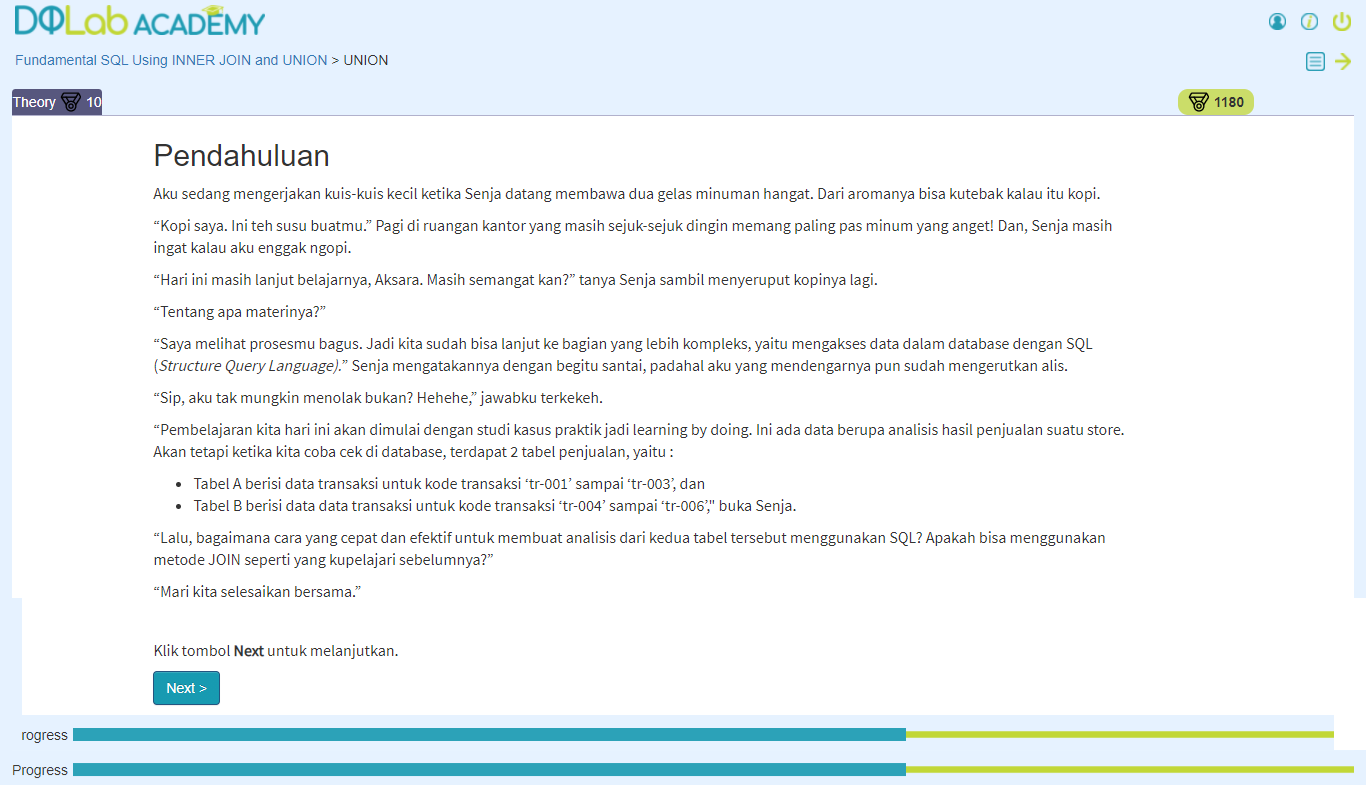 DQLab ACADEMY
Fundamental SQL Using INNER JOIN and UNION > UNION
Theory 10
1180
Pendahuluan
Aku sedang mengerjakan kuis-kuis kecil ketika Senja datang membawa dua gelas minuman hangat. Dari aromanya bisa kutebak kalau itu kopi.
“Kopi saya. Ini teh susu buatmu.” Pagi di ruangan kantor yang masih sejuk-sejuk dingin memang paling pas minum yang anget! Dan, Senja masih
ingat kalau aku enggak ngopi.
“Hari ini masih lanjut belajarnya, Aksara. Masih semangat kan?” tanya Senja sambil menyeruput kopinya lagi.
“Tentang apa materinya?”
“Saya melihat prosesmu bagus. Jadi kita sudah bisa lanjut ke bagian yang lebih kompleks, yaitu mengakses data dalam database dengan SQL
(Structure Query Language).” Senja mengatakannya dengan begitu santai, padahal aku yang mendengarnya pun sudah mengerutkan alis.
“Sip, aku tak mungkin menolak bukan? Hehehe,” jawabku terkekeh.
“Pembelajaran kita hari ini akan dimulai dengan studi kasus praktik jadi learning by doing. Ini ada data berupa analisis hasil penjualan suatu store.
Akan tetapi ketika kita coba cek di database, terdapat 2 tabel penjualan, yaitu :
• Tabel A berisi data transaksi untuk kode transaksi ‘tr-001’ sampai ‘tr-003’, dan
• Tabel B berisi data data transaksi untuk kode transaksi ‘tr-004’ sampai ‘tr-006’," buka Senja.
“Lalu, bagaimana cara yang cepat dan efektif untuk membuat analisis dari kedua tabel tersebut menggunakan SQL? Apakah bisa menggunakan
metode JOIN seperti yang kupelajari sebelumnya?”
“Mari kita selesaikan bersama.”
Klik tombol Next untuk melanjutkan.
Next >
rogress
Progress